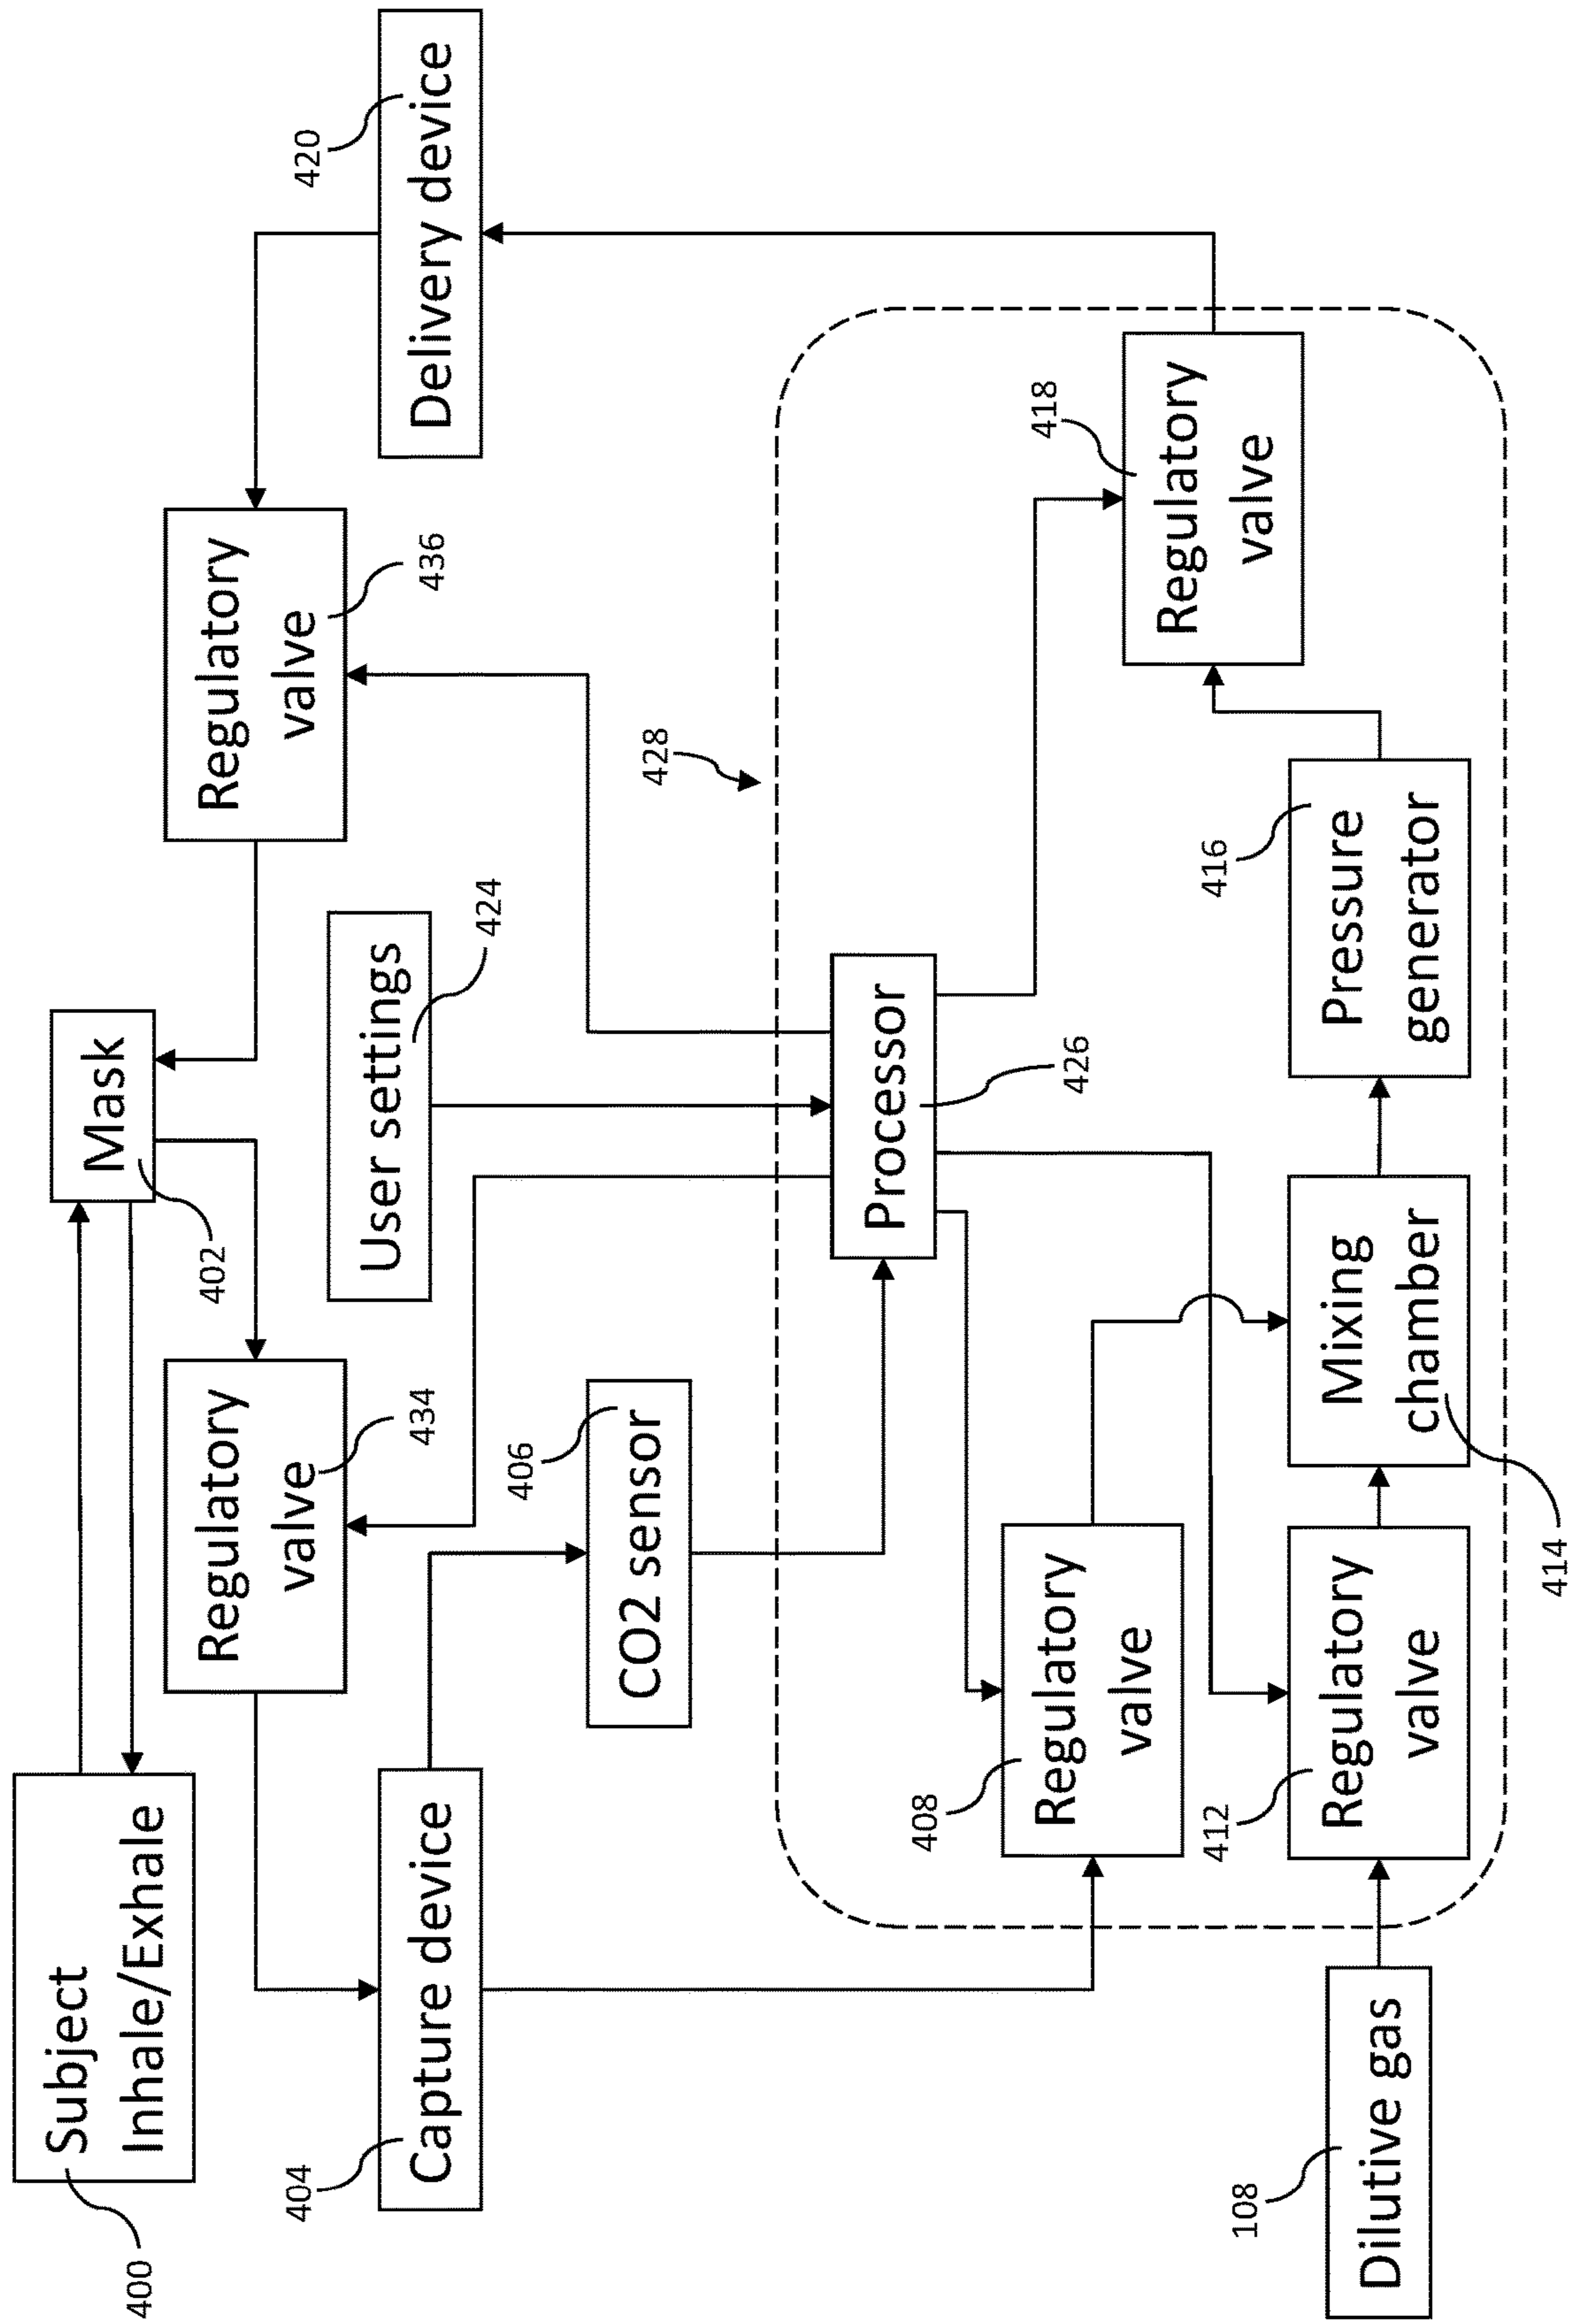 400
Subject
Inhale/Exhale
Mask
402
Regulatory
valve
434
Regulatory
valve
436
404
Capture device
User settings
424
420
Delivery device
406
CO2 sensor
428
Processor
426
408
Regulatory
valve
418
Regulatory
valve
108
Dilutive gas
412
Regulatory
valve
Mixing
chamber
414
416
Pressure
generator